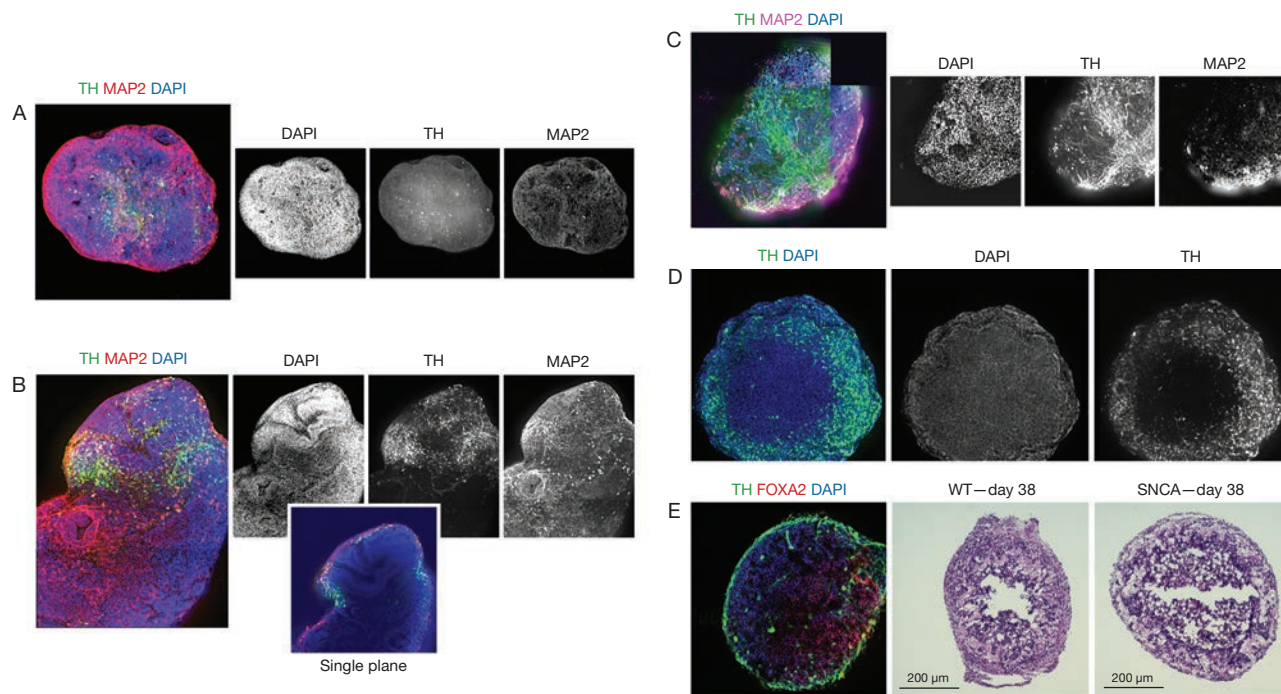 A
TH MAP2 DAPI
DAPI
TH
MAP2
B
TH MAP2 DAPI
DAPI
TH
MAP2
Single plane
C
TH MAP2 DAPI
DAPI
TH
MAP2
D
TH DAPI
DAPI
TH
E
TH FOXA2 DAPI
WT—day 38
SNCA—day 38
200 µm
200 µm